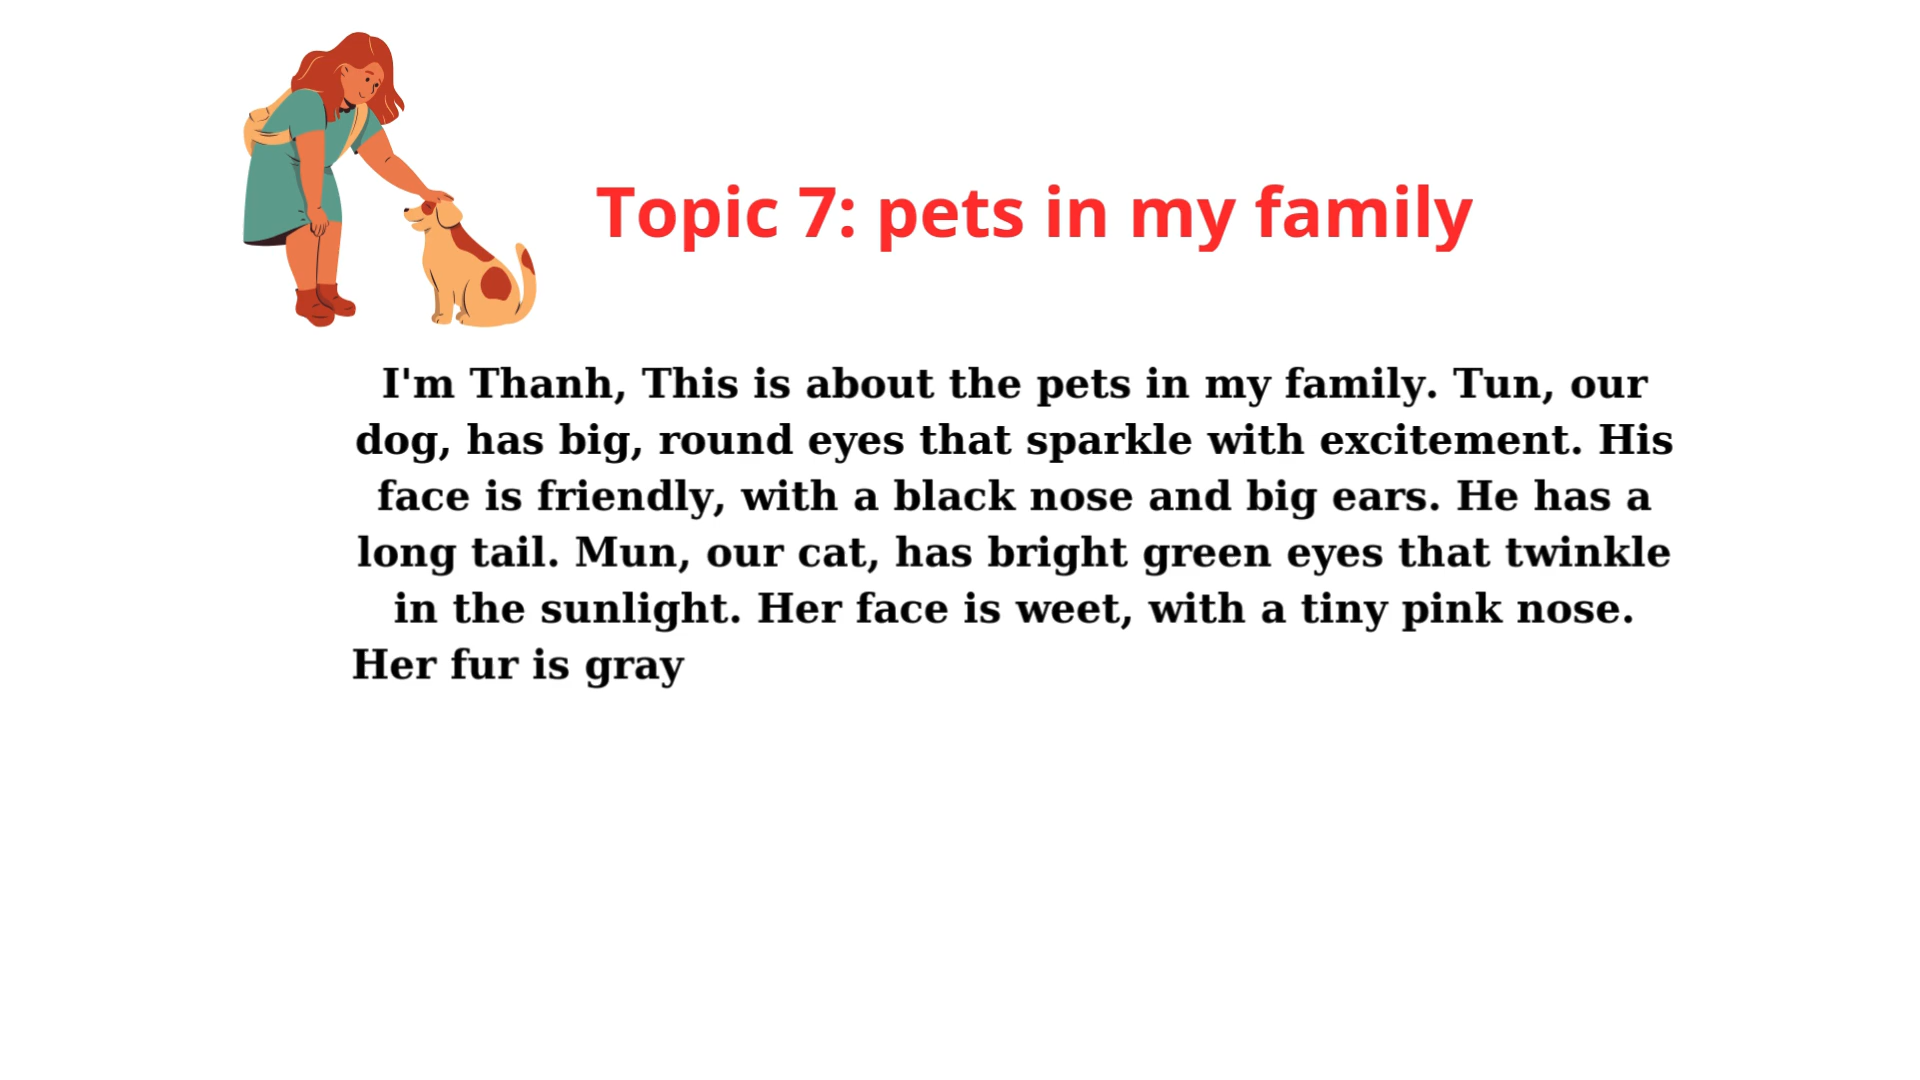 Topic 7: pets in my family
I'm Thanh, This is about the pets in my family. Tun, our
dog, has big, round eyes that sparkle with excitement. His
face is friendly, with a black nose and big ears. He has a
long tail. Mun, our cat, has bright green eyes that twinkle
in the sunlight. Her face is weet, with a tiny pink nose.
Her fur is gray